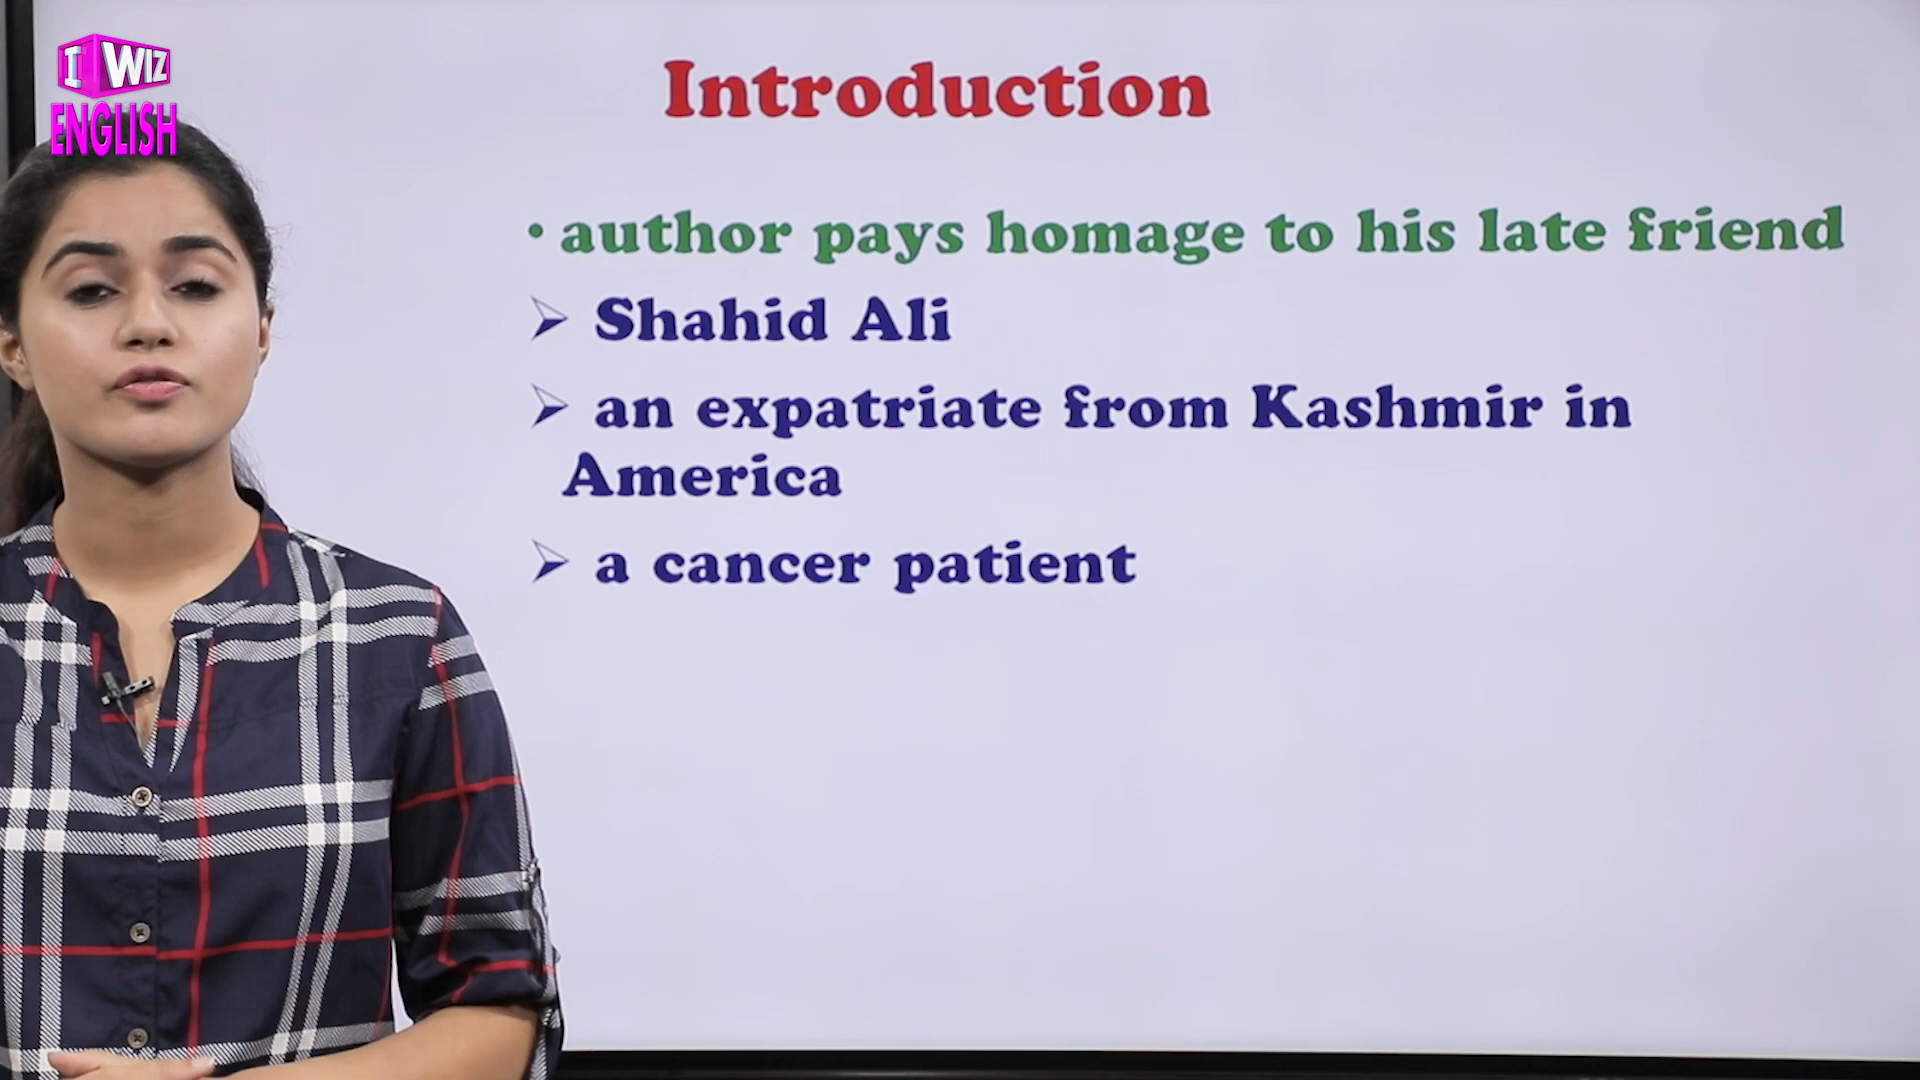 I WIZ
ENGLISH
Introduction
• author pays homage to his late friend
➢ Shahid Ali
➢ an expatriate from Kashmir in
America
➢ a cancer patient